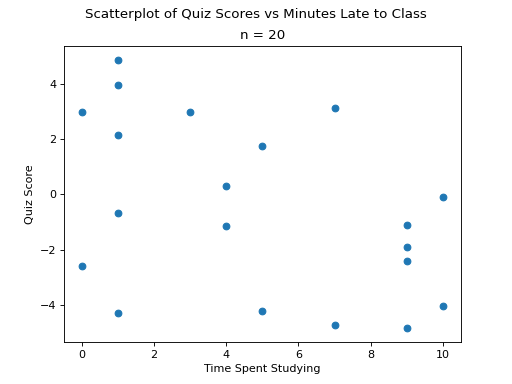 Scatterplot of Quiz Scores vs Minutes Late to Class
n = 20
Quiz Score
4
2
0
−2
−4
0 2 4 6 8 10
Time Spent Studying